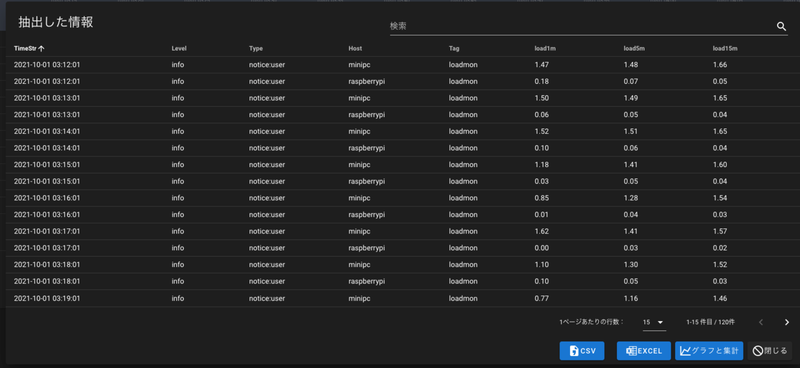 抽出した情報
検索
TimeStr Level Type Host Tag load1m load5m load15m
2021-10-01 03:12:01 info notice:user minipc loadmon 1.47 1.48 1.66
2021-10-01 03:12:01 info notice:user raspberrypi loadmon 0.18 0.07 0.05
2021-10-01 03:13:01 info notice:user minipc loadmon 1.50 1.49 1.65
2021-10-01 03:13:01 info notice:user raspberrypi loadmon 0.06 0.05 0.04
2021-10-01 03:14:01 info notice:user minipc loadmon 1.52 1.51 1.65
2021-10-01 03:14:01 info notice:user raspberrypi loadmon 0.10 0.06 0.04
2021-10-01 03:15:01 info notice:user minipc loadmon 1.18 1.41 1.60
2021-10-01 03:15:01 info notice:user raspberrypi loadmon 0.03 0.05 0.04
2021-10-01 03:16:01 info notice:user minipc loadmon 0.85 1.28 1.54
2021-10-01 03:16:01 info notice:user raspberrypi loadmon 0.01 0.04 0.03
2021-10-01 03:17:01 info notice:user minipc loadmon 1.62 1.41 1.57
2021-10-01 03:17:01 info notice:user raspberrypi loadmon 0.00 0.03 0.02
2021-10-01 03:18:01 info notice:user minipc loadmon 1.10 1.30 1.52
2021-10-01 03:18:01 info notice:user raspberrypi loadmon 0.10 0.05 0.03
2021-10-01 03:19:01 info notice:user minipc loadmon 0.77 1.16 1.46
1ページあたりの行数： 15 1-15 件目 / 120件
CSV EXCEL グラフと集計 閉じる